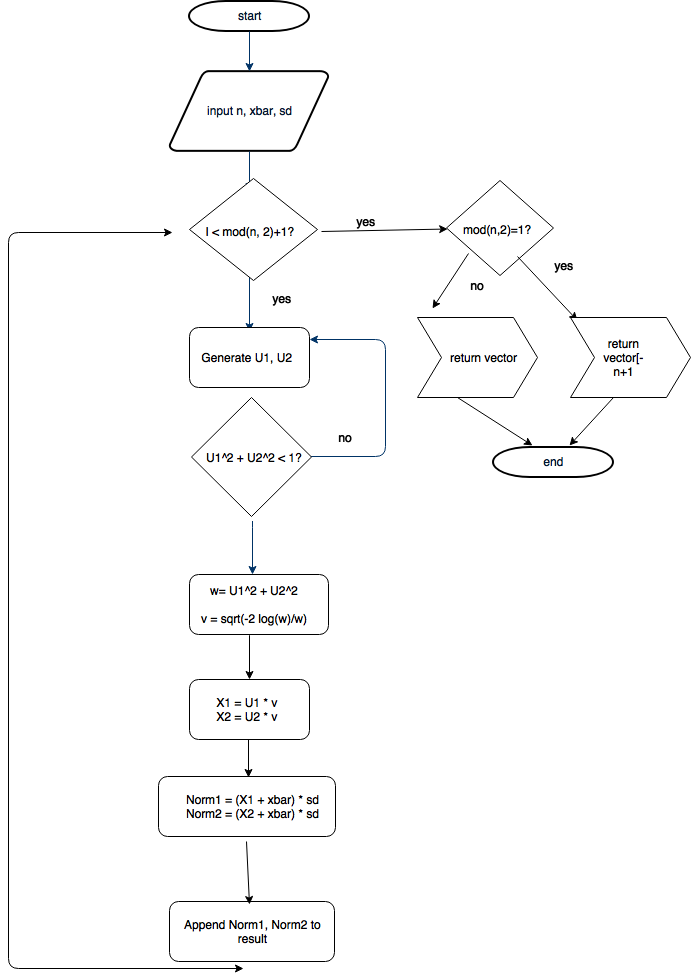 start
input n, xbar, sd
I < mod(n, 2)+1?
yes
mod(n,2)=1?
yes
no
yes
Generate U1, U2
return vector
return
vector[-
n+1
no
U1^2 + U2^2 < 1?
end
w= U1^2 + U2^2
v = sqrt(-2 log(w)/w)
X1 = U1 * v
X2 = U2 * v
Norm1 = (X1 + xbar) * sd
Norm2 = (X2 + xbar) * sd
Append Norm1, Norm2 to
result